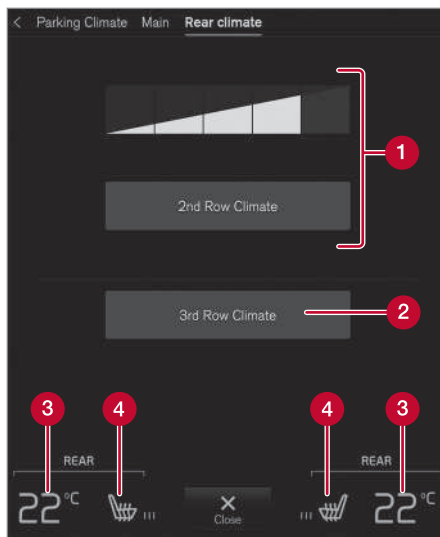 < Parking Climate Main Rear climate
1
2nd Row Climate
2
3rd Row Climate
3 4 4 3
REAR REAR
22°C 22°C
Close